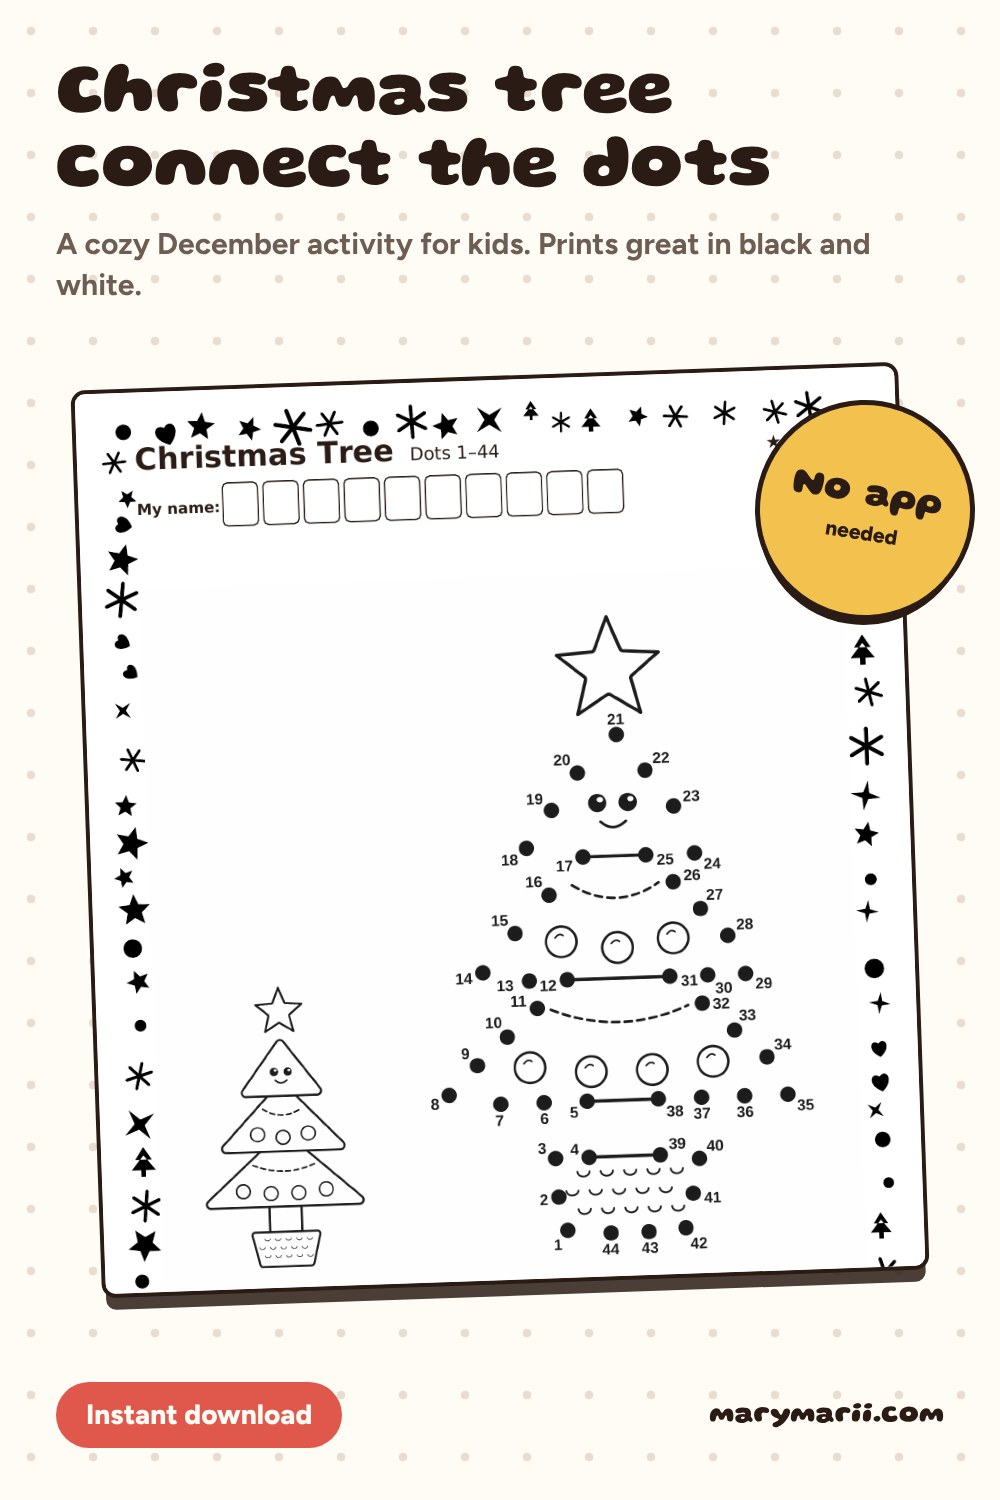 Christmas tree
connect the dots
A cozy December activity for kids. Prints great in black and
white.
Christmas Tree Dots 1–44
My name:
No app
needed
21
20 22
19 23
18 17 25 24
16 26
27
15 28
14 13 12 31 30 29
11 32
10 33
9 34
8 7 6 5 38 37 36 35
3 4 39 40
2 41
1 44 43 42
Instant download
marymarii.com